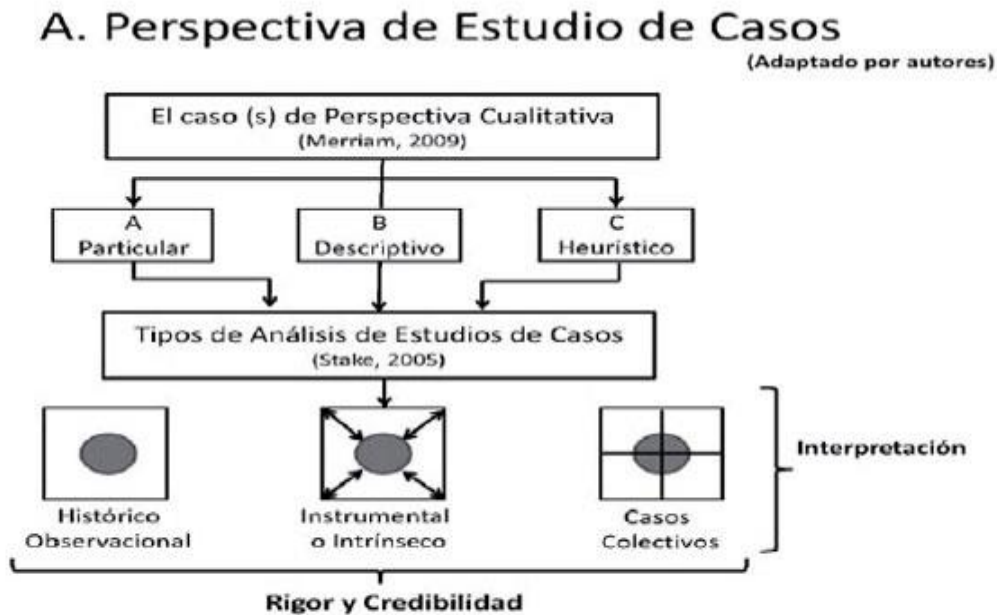 A. Perspectiva de Estudio de Casos
(Adaptado por autores)
El caso (s) de Perspectiva Cualitativa
(Merriam, 2009)
A
Particular
B
Descriptivo
C
Heurístico
Tipos de Análisis de Estudios de Casos
(Stake, 2005)
Histórico
Observacional
Instrumental
o Intrínseco
Casos
Colectivos
Interpretación
Rigor y Credibilidad